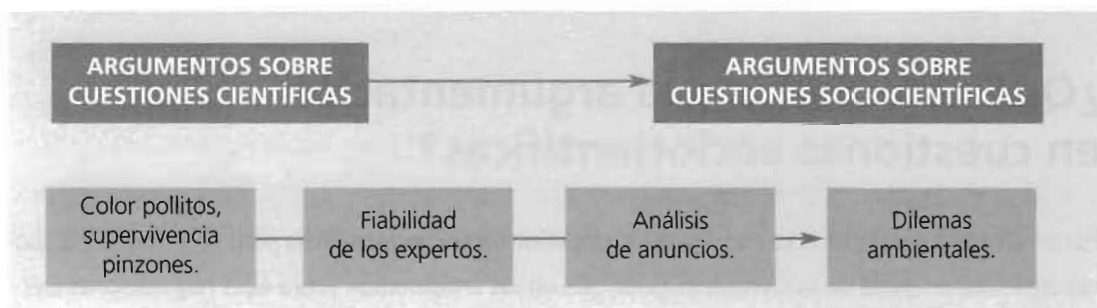 ARGUMENTOS SOBRE
CUESTIONES CIENTÍFICAS
ARGUMENTOS SOBRE
CUESTIONES SOCIOCIENTÍFICAS
Color pollitos,
supervivencia
pinzones.
Fiabilidad
de los expertos.
Análisis
de anuncios.
Dilemas
ambientales.